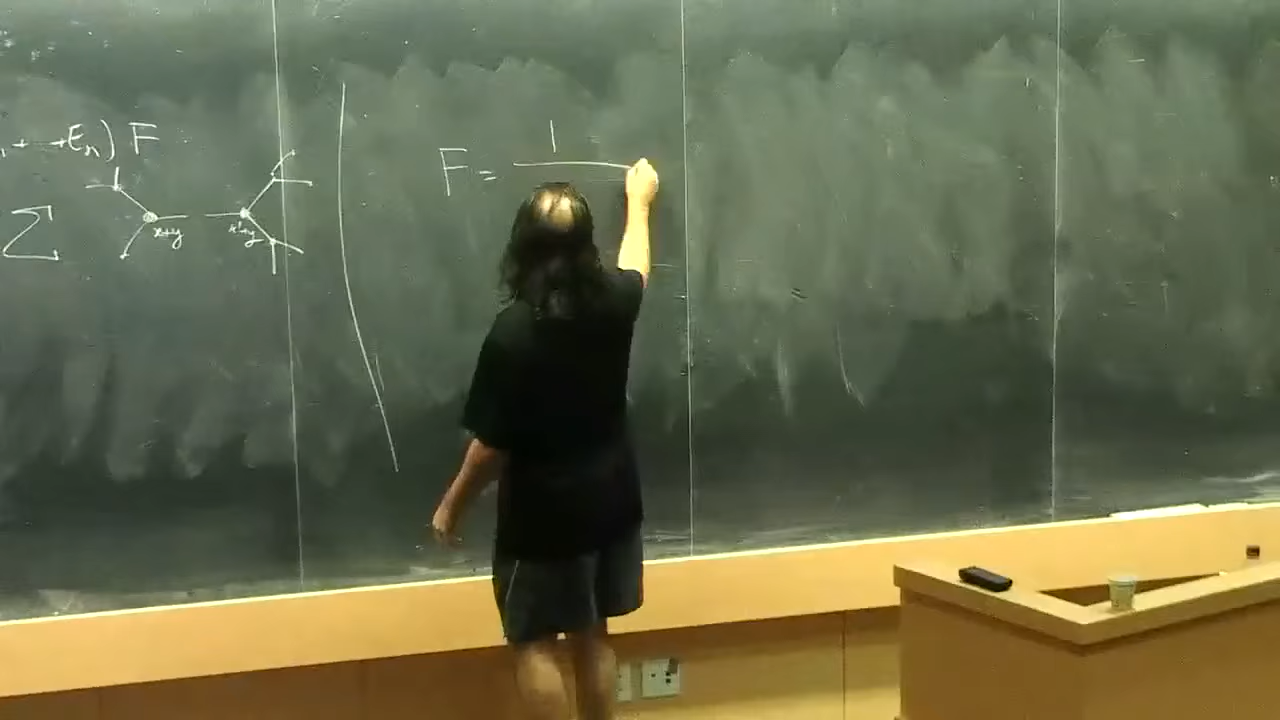 + ⋯ + E_n) F
Σ
x+y
x'+y
F = 1